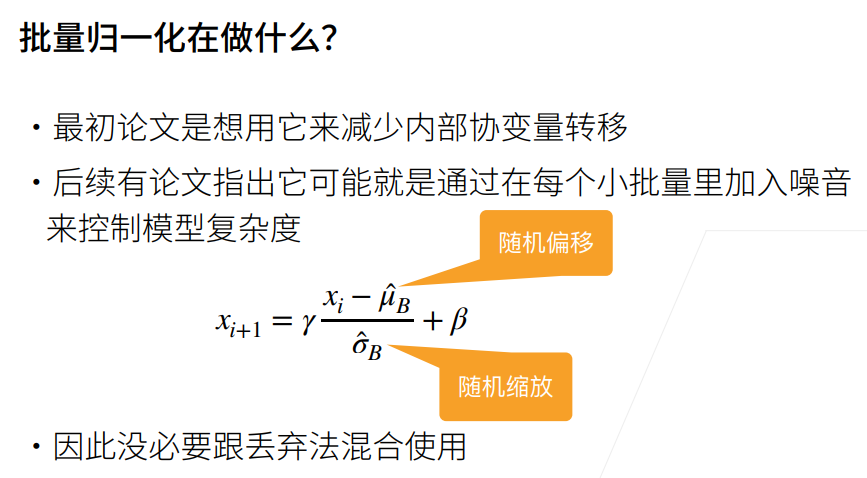 批量归一化在做什么？
• 最初论文是想用它来减少内部协变量转移
• 后续有论文指出它可能就是通过在每个小批量里加入噪音
来控制模型复杂度
随机偏移
x_{i+1} = γ \frac{x_i − \hat{μ}_B}{\hat{σ}_B} + β
随机缩放
• 因此没必要跟丢弃法混合使用